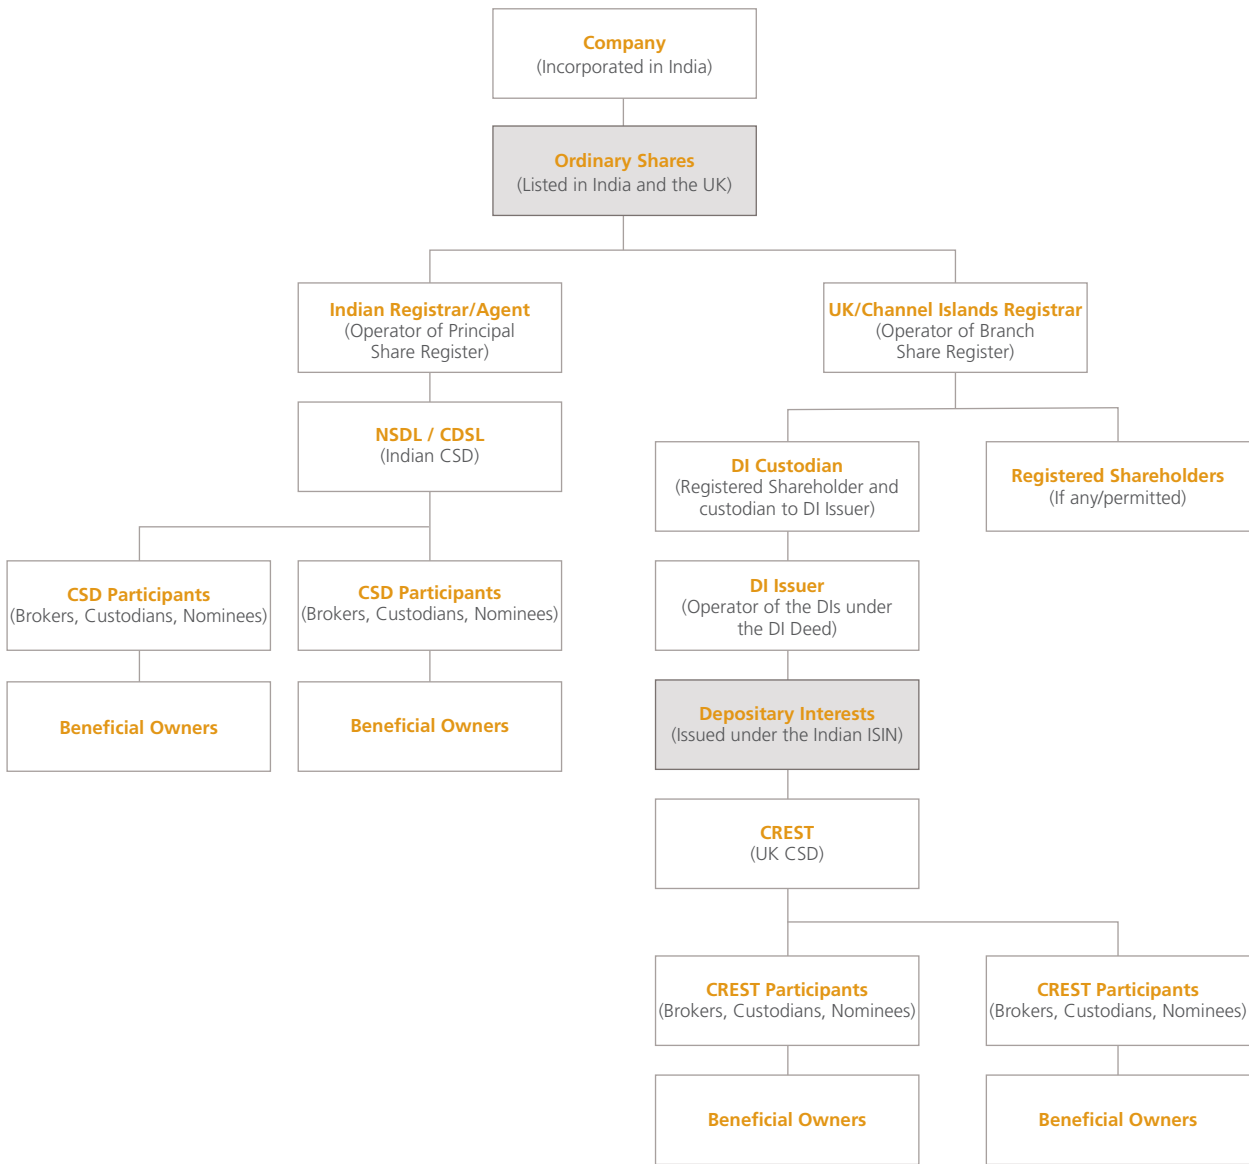 Company
(Incorporated in India)
Ordinary Shares
(Listed in India and the UK)
Indian Registrar/Agent
(Operator of Principal
Share Register)
UK/Channel Islands Registrar
(Operator of Branch
Share Register)
NSDL / CDSL
(Indian CSD)
DI Custodian
(Registered Shareholder and
custodian to DI Issuer)
Registered Shareholders
(If any/permitted)
CSD Participants
(Brokers, Custodians, Nominees)
CSD Participants
(Brokers, Custodians, Nominees)
DI Issuer
(Operator of the DIs under
the DI Deed)
Beneficial Owners
Beneficial Owners
Depositary Interests
(Issued under the Indian ISIN)
CREST
(UK CSD)
CREST Participants
(Brokers, Custodians, Nominees)
CREST Participants
(Brokers, Custodians, Nominees)
Beneficial Owners
Beneficial Owners